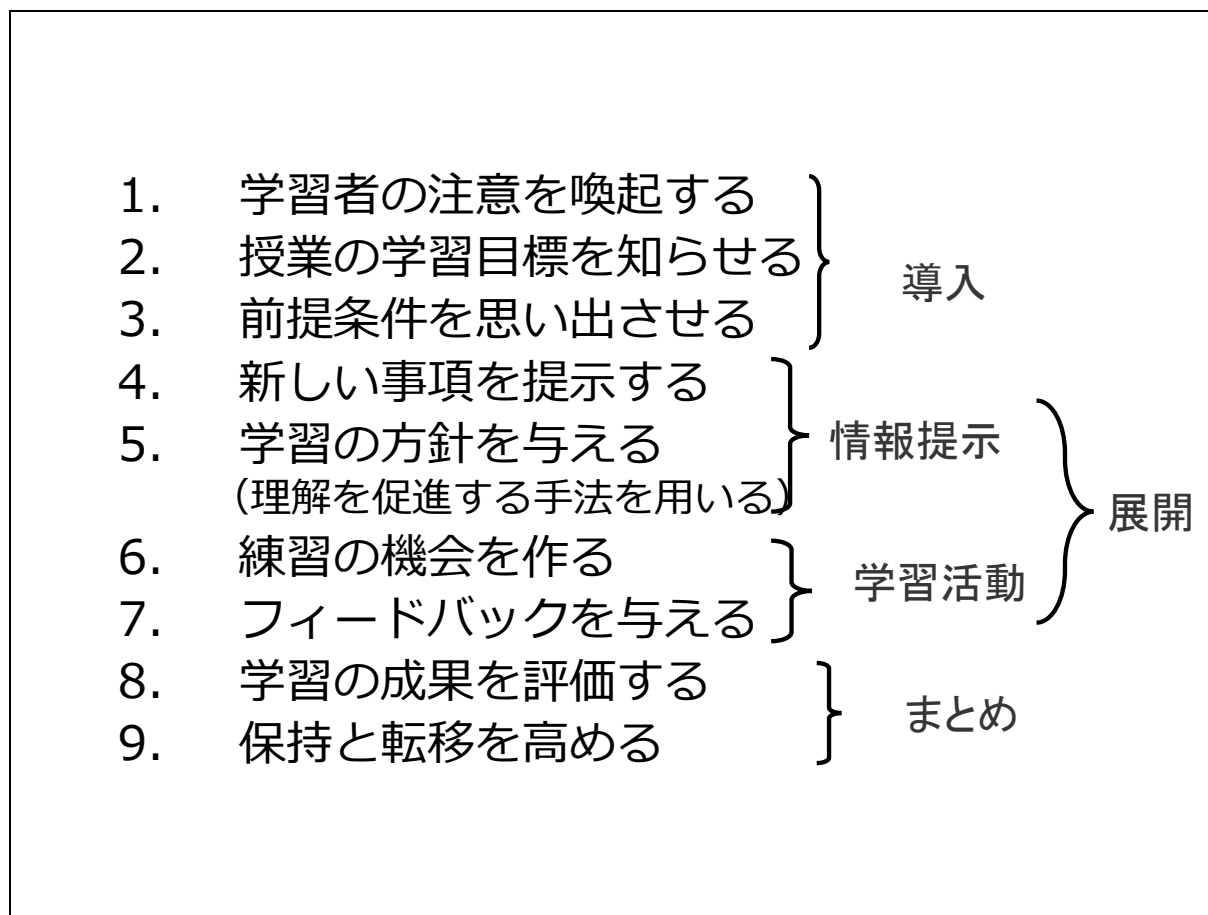 1. 学習者の注意を喚起する
2. 授業の学習目標を知らせる
3. 前提条件を思い出させる
導入
4. 新しい事項を提示する
5. 学習の方針を与える
（理解を促進する手法を用いる）
情報提示
6. 練習の機会を作る
7. フィードバックを与える
学習活動
展開
8. 学習の成果を評価する
9. 保持と転移を高める
まとめ